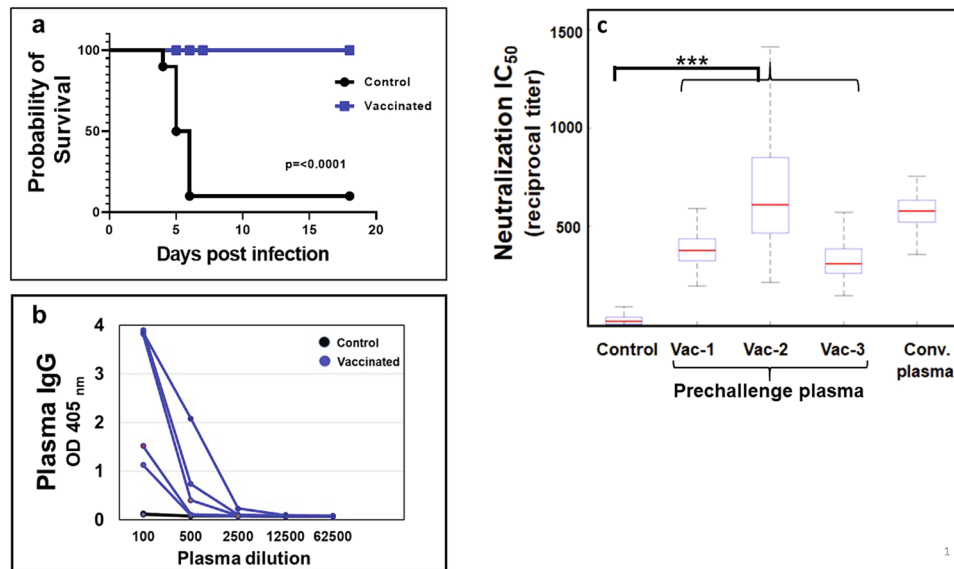 a
Probability of
Survival
100
50
0
0 5 10 15 20
Control
Vaccinated
p=<0.0001
Days post infection
b
Plasma IgG
OD 405 nm
4
3
2
1
0
Control
Vaccinated
100 500 2500 12500 62500
Plasma dilution
c
Neutralization IC50
(reciprocal titer)
1500
1000
500
***
Control Vac-1 Vac-2 Vac-3 Conv.
plasma
Prechallenge plasma
1